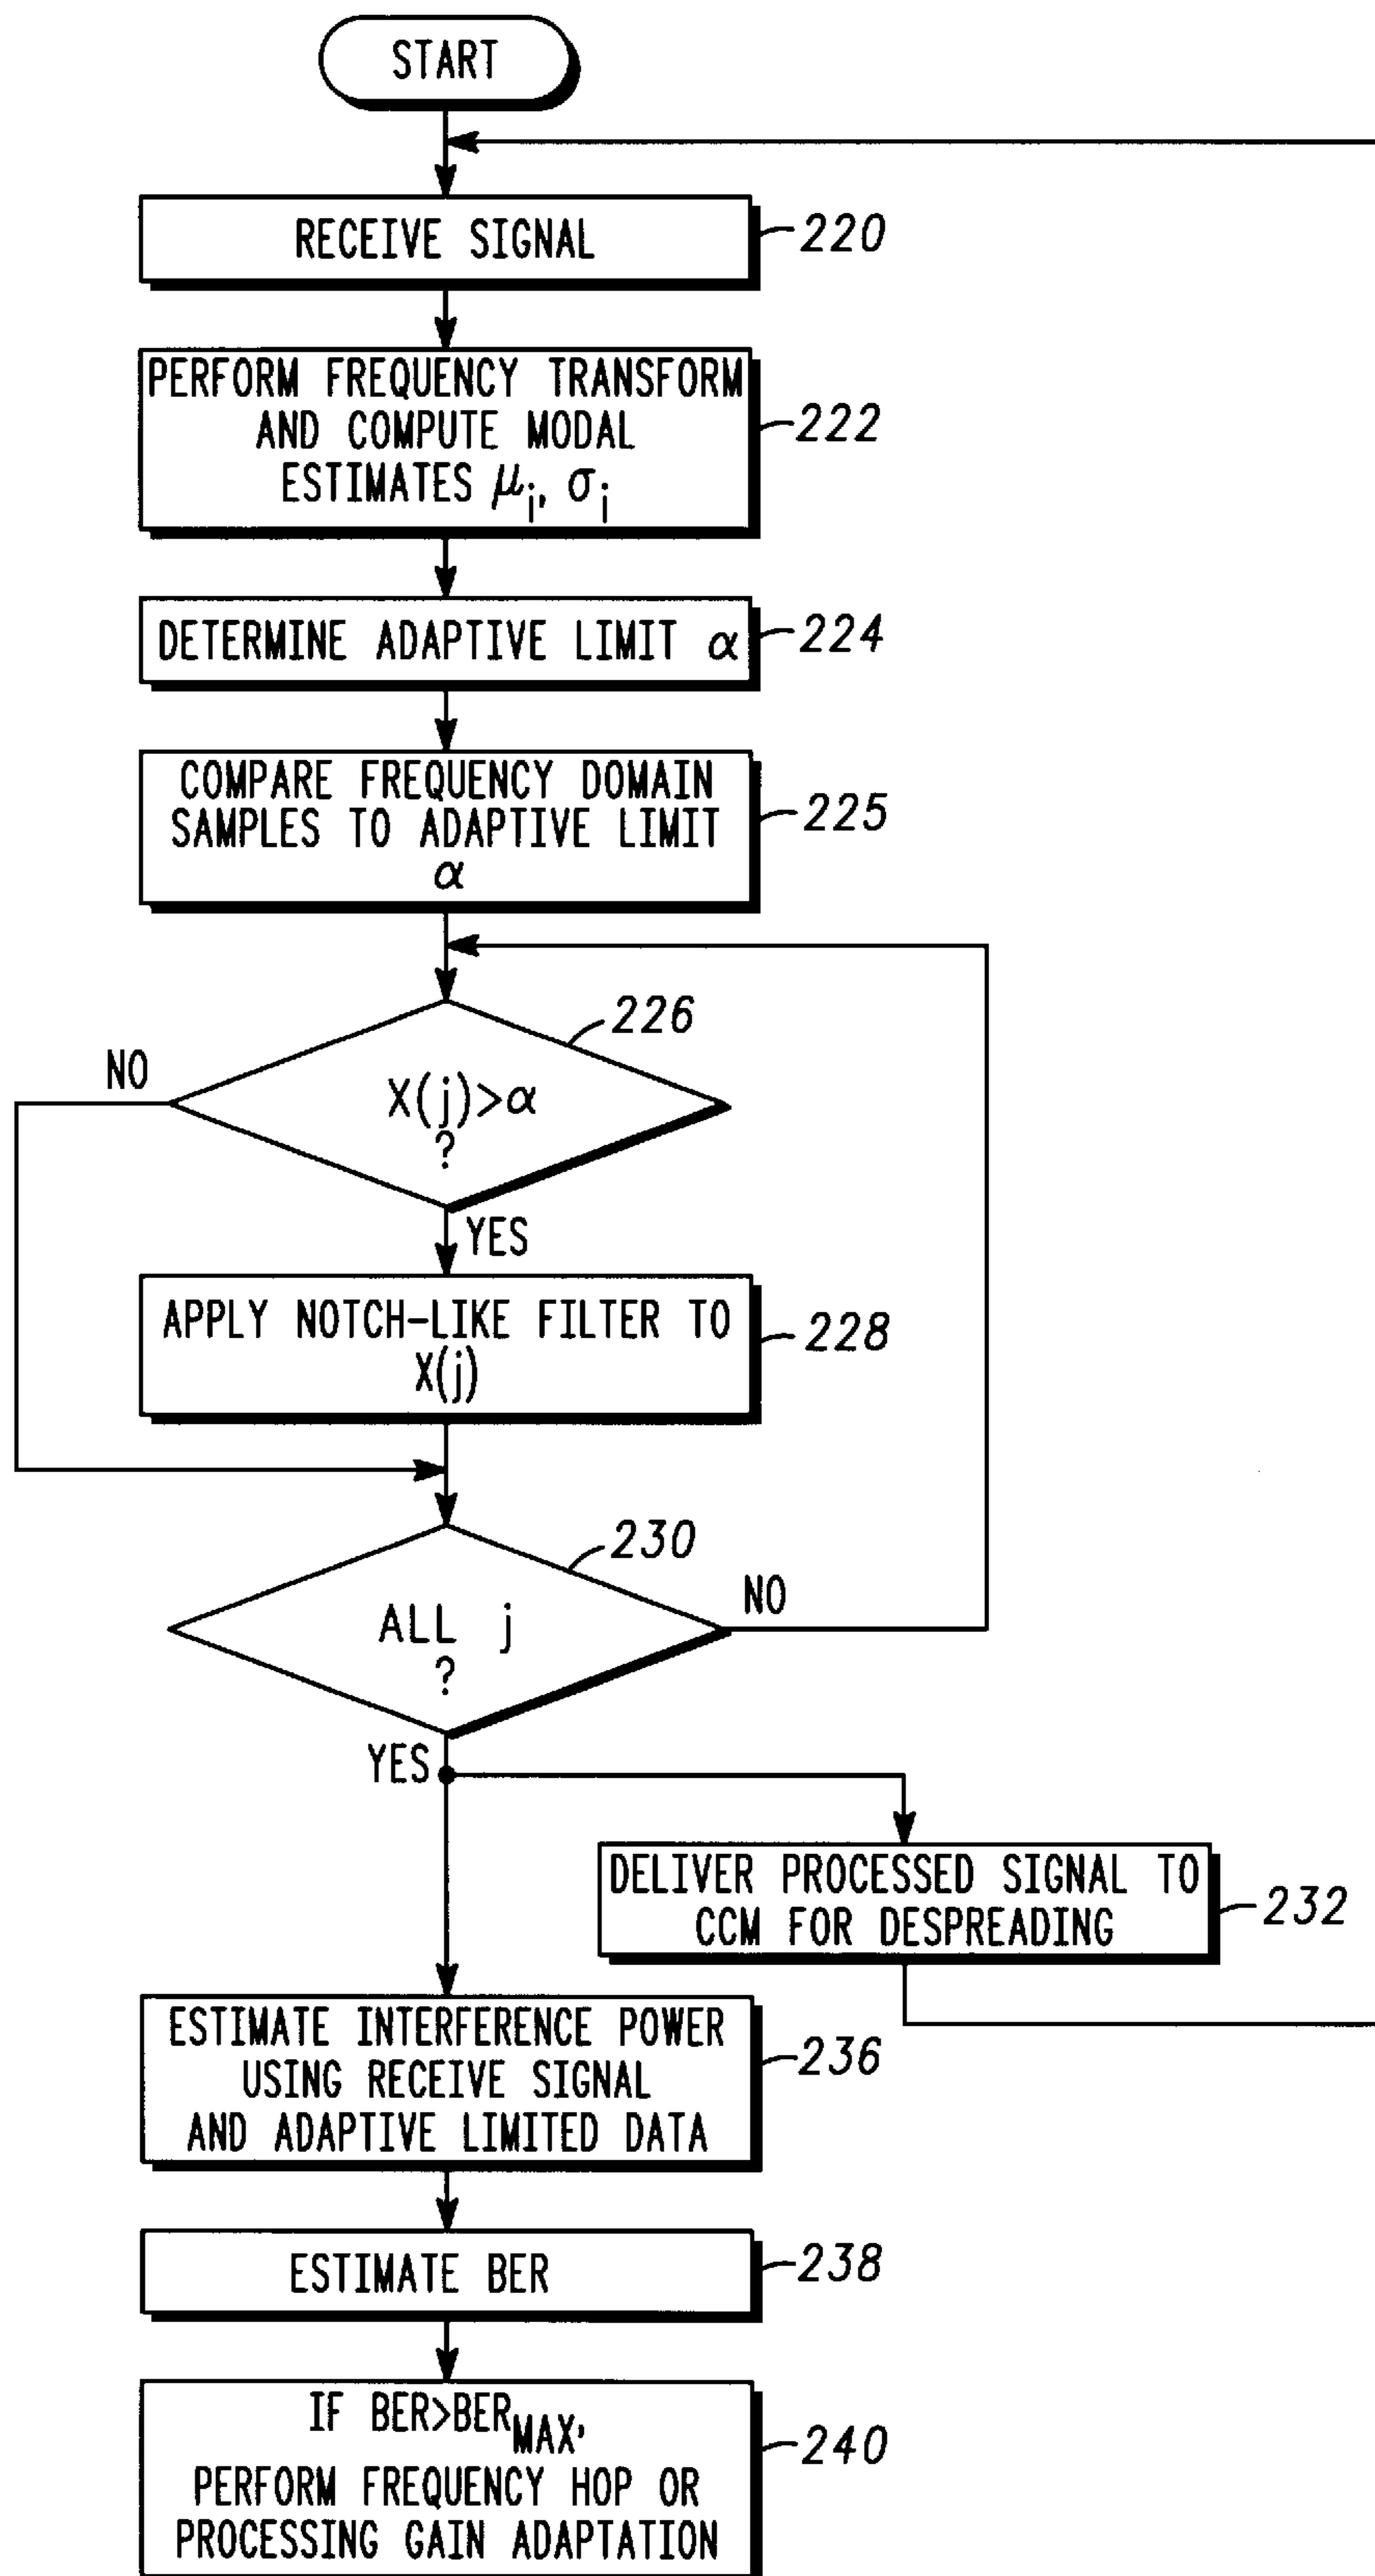 START
RECEIVE SIGNAL
220
PERFORM FREQUENCY TRANSFORM
AND COMPUTE MODAL
ESTIMATES μi, σi
222
DETERMINE ADAPTIVE LIMIT α
224
COMPARE FREQUENCY DOMAIN
SAMPLES TO ADAPTIVE LIMIT
α
225
226
NO
X(j)>α
?
YES
APPLY NOTCH-LIKE FILTER TO
X(j)
228
230
NO
ALL j
?
YES
DELIVER PROCESSED SIGNAL TO
CCM FOR DESPREADING
232
ESTIMATE INTERFERENCE POWER
USING RECEIVE SIGNAL
AND ADAPTIVE LIMITED DATA
236
ESTIMATE BER
238
IF BER>BERMAX,
PERFORM FREQUENCY HOP OR
PROCESSING GAIN ADAPTATION
240